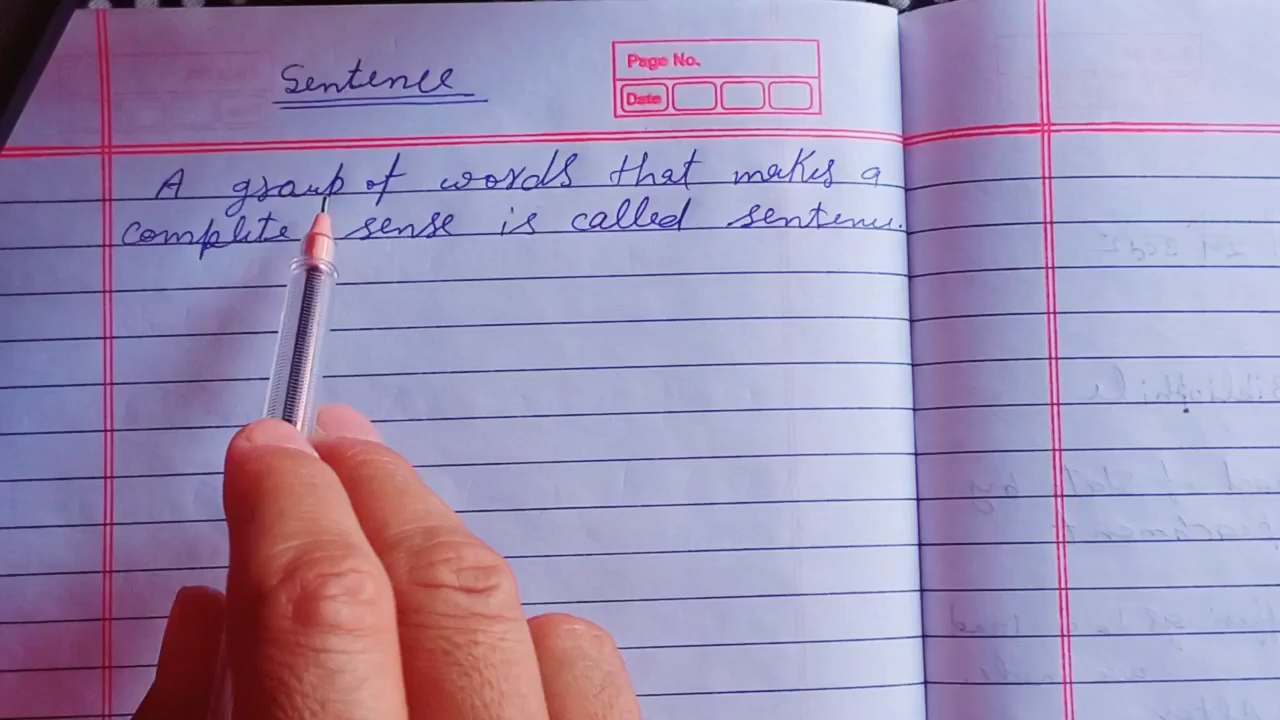 Sentence
Page No.
Date
A group of words that makes a
complete sense is called sentence.